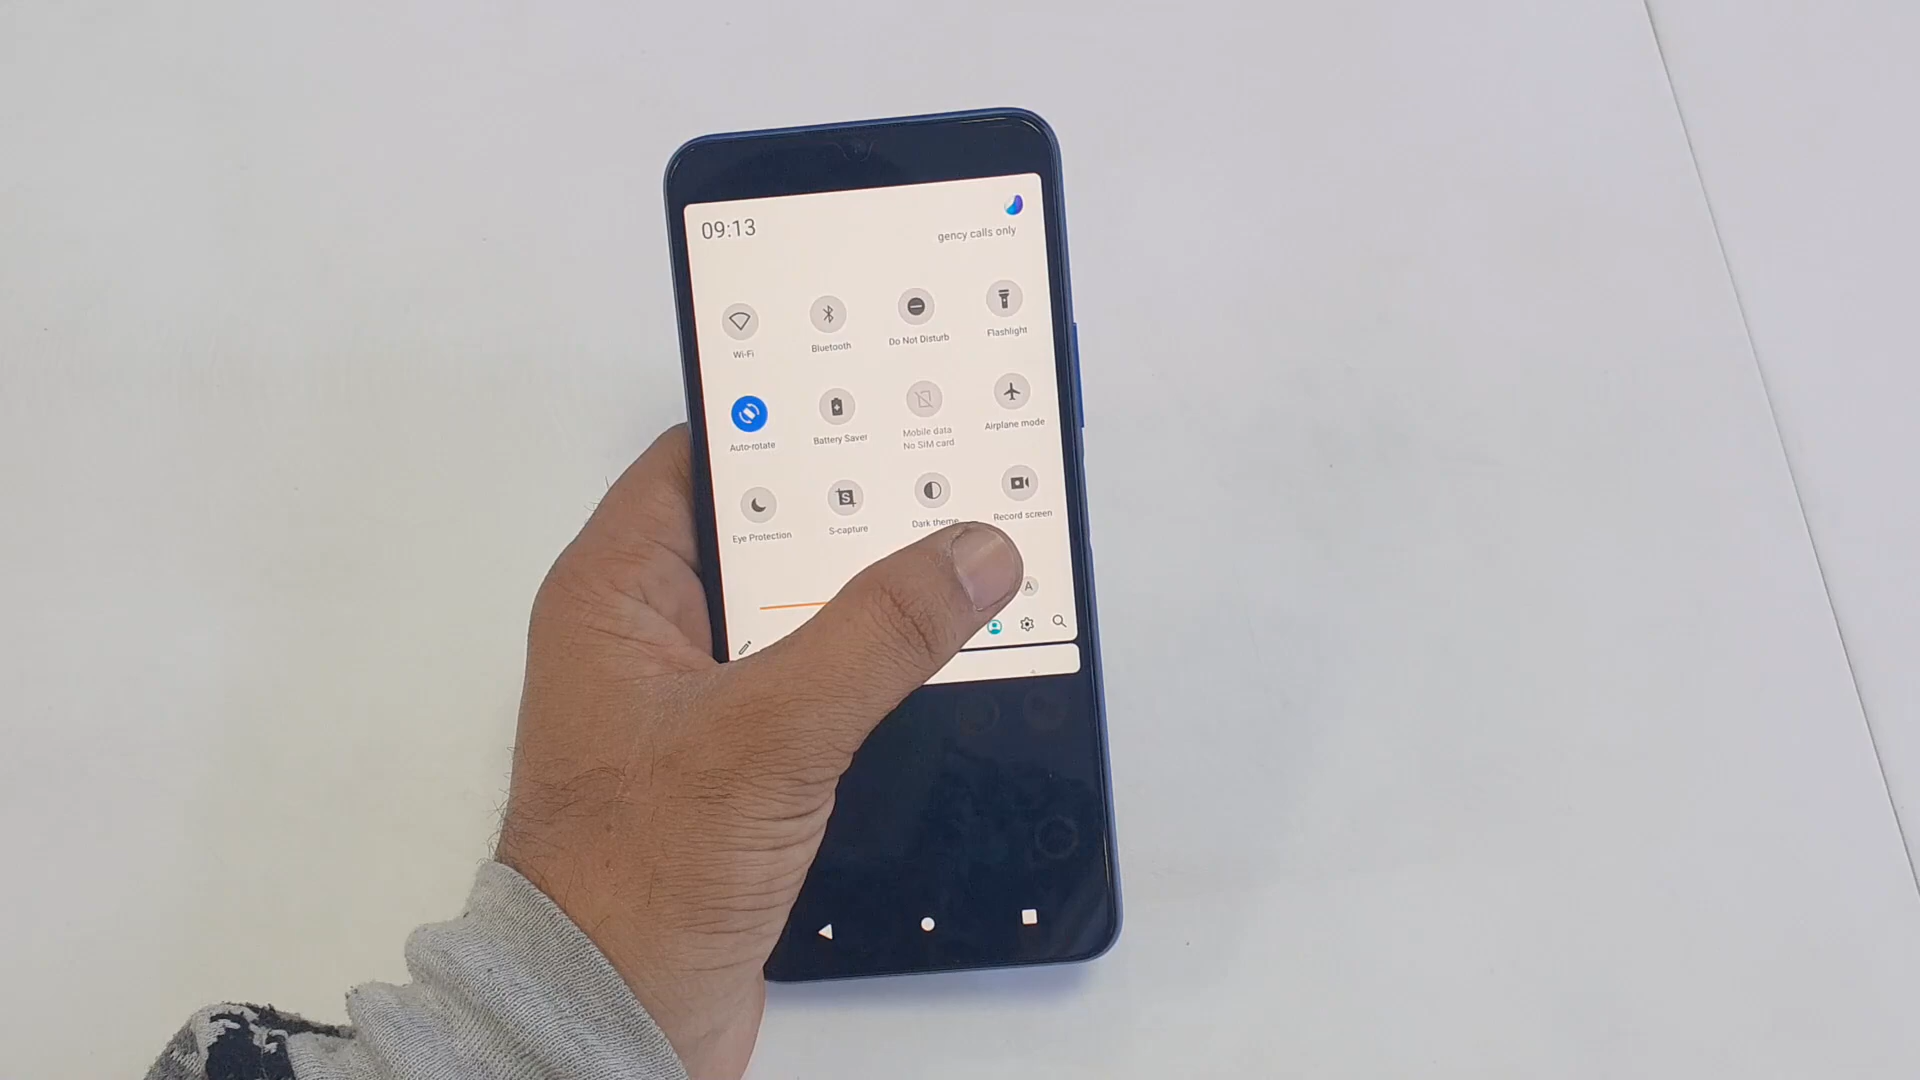 09:13
gency calls only
Wi-Fi
Bluetooth
Do Not Disturb
Flashlight
Auto-rotate
Battery Saver
Mobile data
No SIM card
Airplane mode
Eye Protection
S-capture
Dark theme
Record screen
A